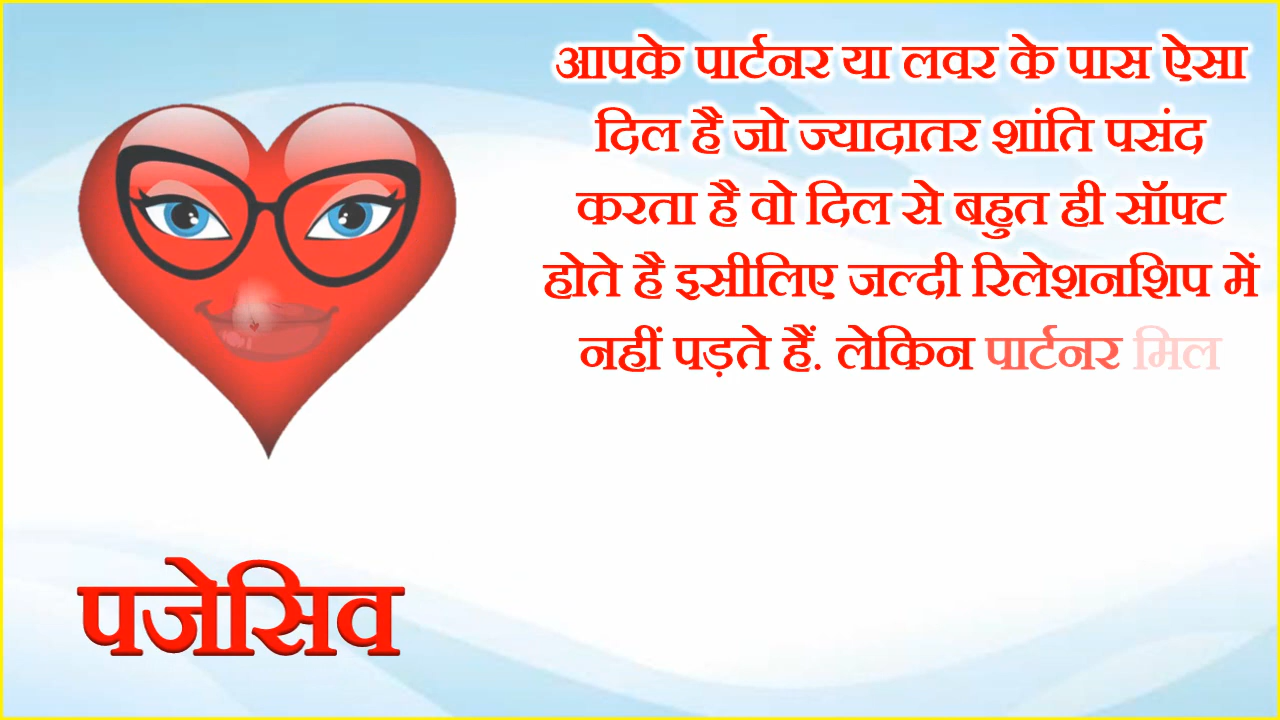 आपके पार्टनर या लवर के पास ऐसा
दिल है जो ज्यादातर शांति पसंद
करता है वो दिल से बहुत ही सॉफ्ट
होते है इसीलिए जल्दी रिलेशनशिप में
नहीं पड़ते हैं. लेकिन पार्टनर मिल
पजेसिव